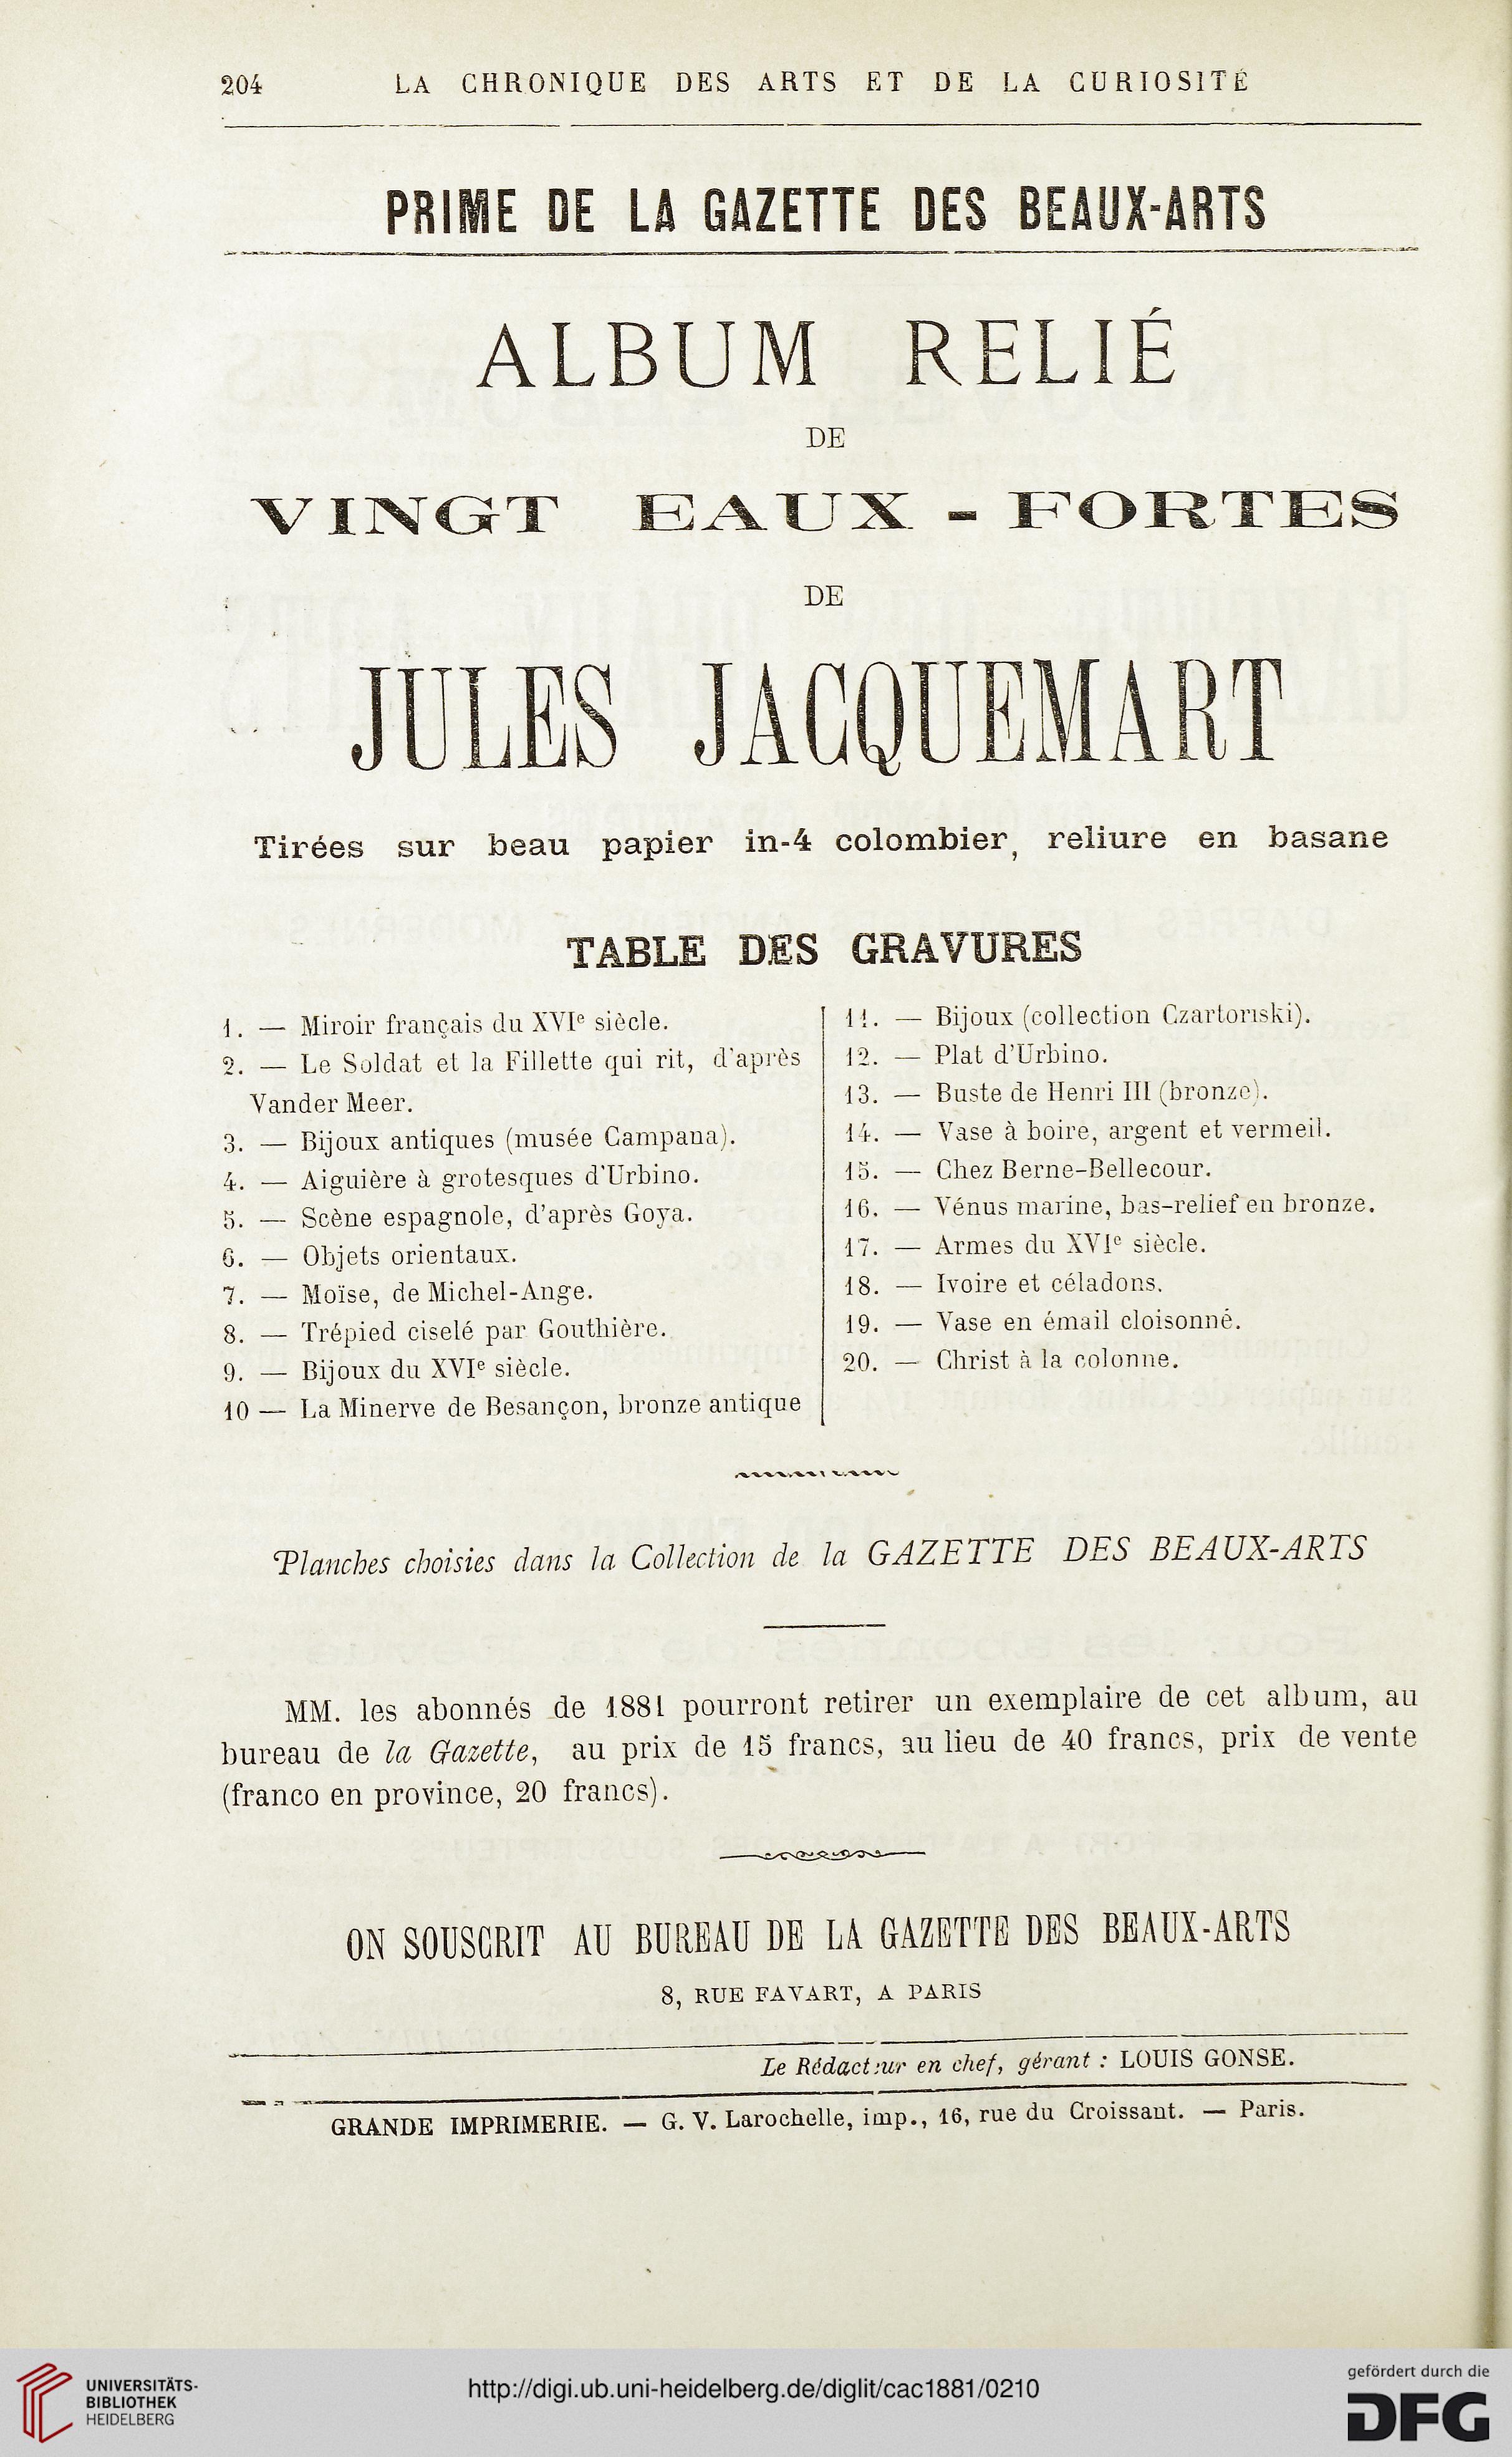 204 LA CHRONIQUE DES ARTS ET DE LA CURIOSITÉ
PRIME DE LA GAZETTE DES BEAUX-ARTS
ALBUM RELIÉ
DE
VINGT EAUX-FORTES
DE
JULES JACQUEMART
Tirées sur beau papier in-4 colombier, reliure en basane
TABLE DES GRAVURES
1. — Miroir français du XVIe siècle.
2. — Le Soldat et la Fillette qui rit, d'après
Vander Meer.
3. — Bijoux antiques (musée Campana).
4. — Aiguière à grotesques d'Urbino.
5. — Scène espagnole, d'après Goya.
6. — Objets orientaux.
7. — Moïse, de Michel-Ange.
8. — Trépied ciselé par Gouthière.
9. — Bijoux du XVIe siècle.
10 — La Minerve de Besançon, bronze antique
11. — Bijoux (collection Czartoriski).
12. — Plat d'Urbino.
13. — Buste de Henri III (bronze).
14. — Vase à boire, argent et vermeil.
15. — Chez Berne-Bellecour.
16. — Vénus marine, bas-relief en bronze.
17. — Armes du XVIe siècle.
18. — Ivoire et céladons.
19. — Vase en émail cloisonné.
20. — Christ à la colonne.
Planches choisies dans la Collection de la GAZETTE DES BEAUX-ARTS
MM. les abonnés de 1881 pourront retirer un exemplaire de cet album, au
bureau de la Gazette, au prix de 15 francs, au lieu de 40 francs, prix de vente
(franco en province, 20 francs).
ON SOUSCRIT AU BUREAU DE LA GAZETTE DES BEAUX-ARTS
8, RUE FAVART, A PARIS
Le Rédacteur en chef, gérant : LOUIS GONSE.
GRANDE IMPRIMERIE. — G. V. Larochelle, imp., 16, rue du Croissant. — Paris.
UNIVERSITÄTS-
BIBLIOTHEK
HEIDELBERG
http://digi.ub.uni-heidelberg.de/diglit/cac1881/0210
gefördert durch die
DFG